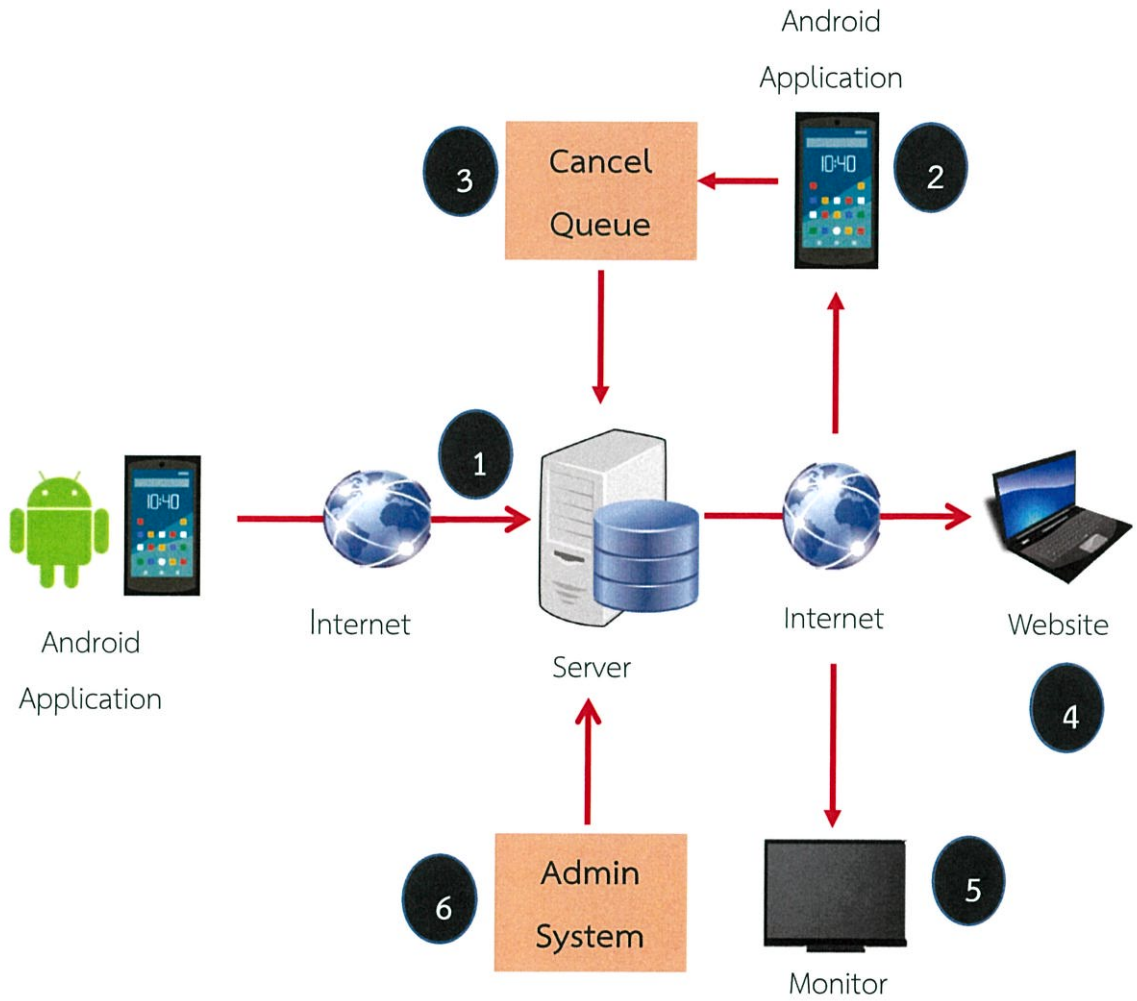 Android
Application
10:40
2
3
Cancel
Queue
1
10:40
Android
Application
Internet
Server
Internet
Website
4
6
Admin
System
5
Monitor